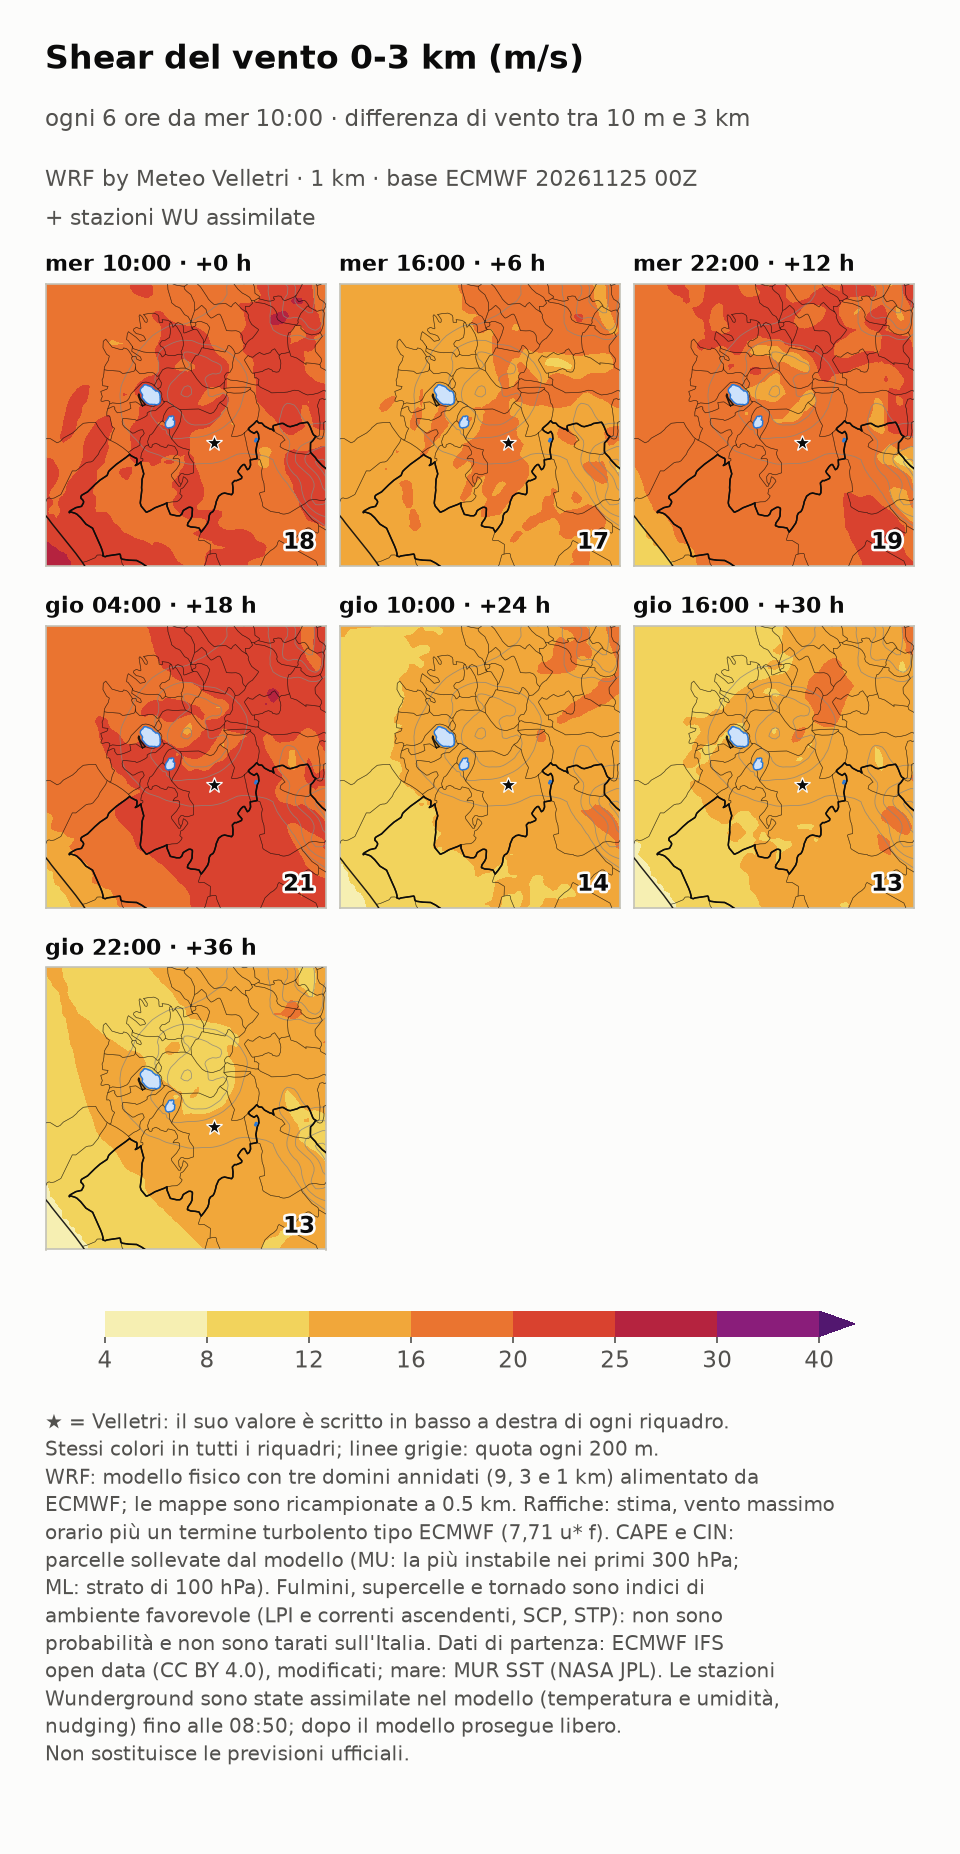 Shear del vento 0-3 km (m/s)
ogni 6 ore da mer 10:00 · differenza di vento tra 10 m e 3 km
WRF by Meteo Velletri · 1 km · base ECMWF 20261125 00Z
+ stazioni WU assimilate
mer 10:00 · +0 h
mer 16:00 · +6 h
mer 22:00 · +12 h
18
17
19
gio 04:00 · +18 h
gio 10:00 · +24 h
gio 16:00 · +30 h
21
14
13
gio 22:00 · +36 h
13
4 8 12 16 20 25 30 40
★ = Velletri: il suo valore è scritto in basso a destra di ogni riquadro.
Stessi colori in tutti i riquadri; linee grigie: quota ogni 200 m.
WRF: modello fisico con tre domini annidati (9, 3 e 1 km) alimentato da
ECMWF; le mappe sono ricampionate a 0.5 km. Raffiche: stima, vento massimo
orario più un termine turbolento tipo ECMWF (7,71 u* f). CAPE e CIN:
parcelle sollevate dal modello (MU: la più instabile nei primi 300 hPa;
ML: strato di 100 hPa). Fulmini, supercelle e tornado sono indici di
ambiente favorevole (LPI e correnti ascendenti, SCP, STP): non sono
probabilità e non sono tarati sull'Italia. Dati di partenza: ECMWF IFS
open data (CC BY 4.0), modificati; mare: MUR SST (NASA JPL). Le stazioni
Wunderground sono state assimilate nel modello (temperatura e umidità,
nudging) fino alle 08:50; dopo il modello prosegue libero.
Non sostituisce le previsioni ufficiali.